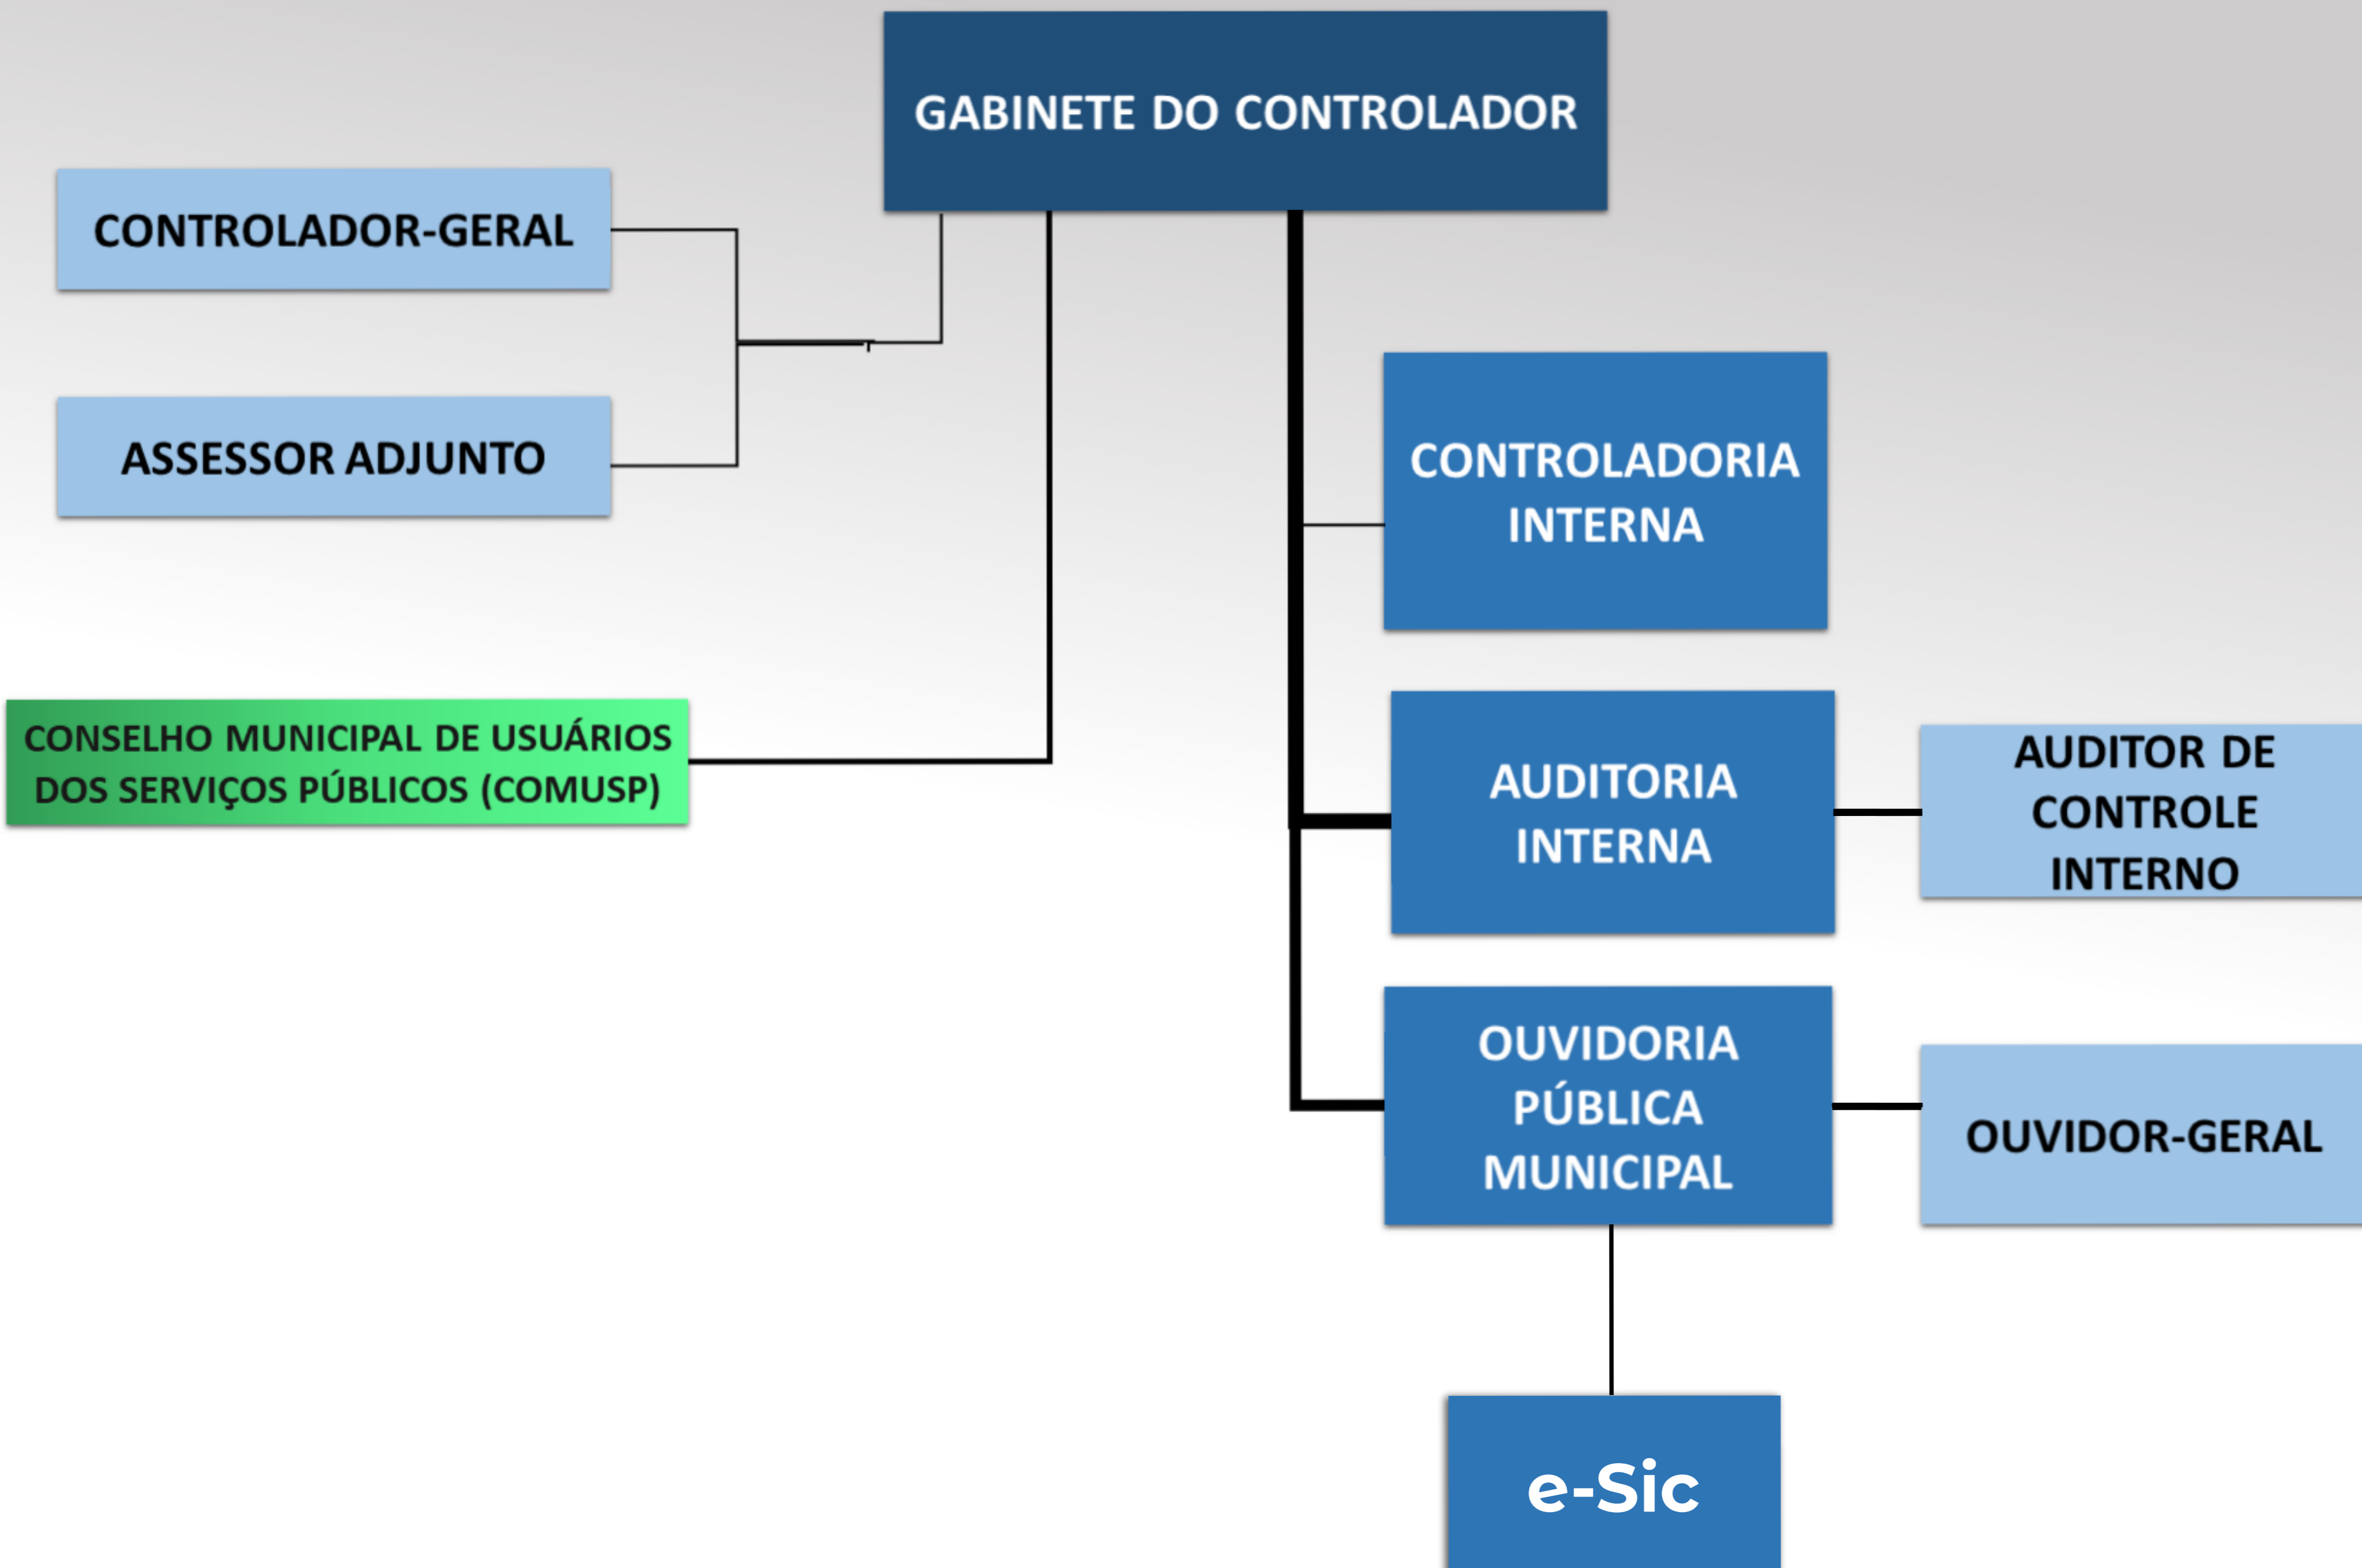 GABINETE DO CONTROLADOR
CONTROLADOR-GERAL
ASSESSOR ADJUNTO
CONSELHO MUNICIPAL DE USUÁRIOS
DOS SERVIÇOS PÚBLICOS (COMUSP)
CONTROLADORIA
INTERNA
AUDITORIA
INTERNA
AUDITOR DE
CONTROLE
INTERNO
OUVIDORIA
PÚBLICA
MUNICIPAL
OUVIDOR-GERAL
e-Sic